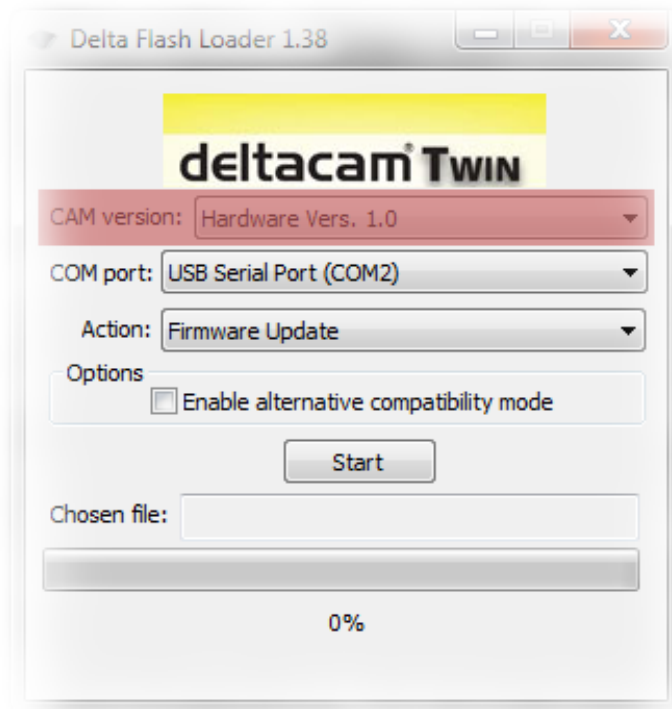 Delta Flash Loader 1.38
deltacam Twin
CAM version: Hardware Vers. 1.0
COM port: USB Serial Port (COM2)
Action: Firmware Update
Options
Enable alternative compatibility mode
Start
Chosen file:
0%